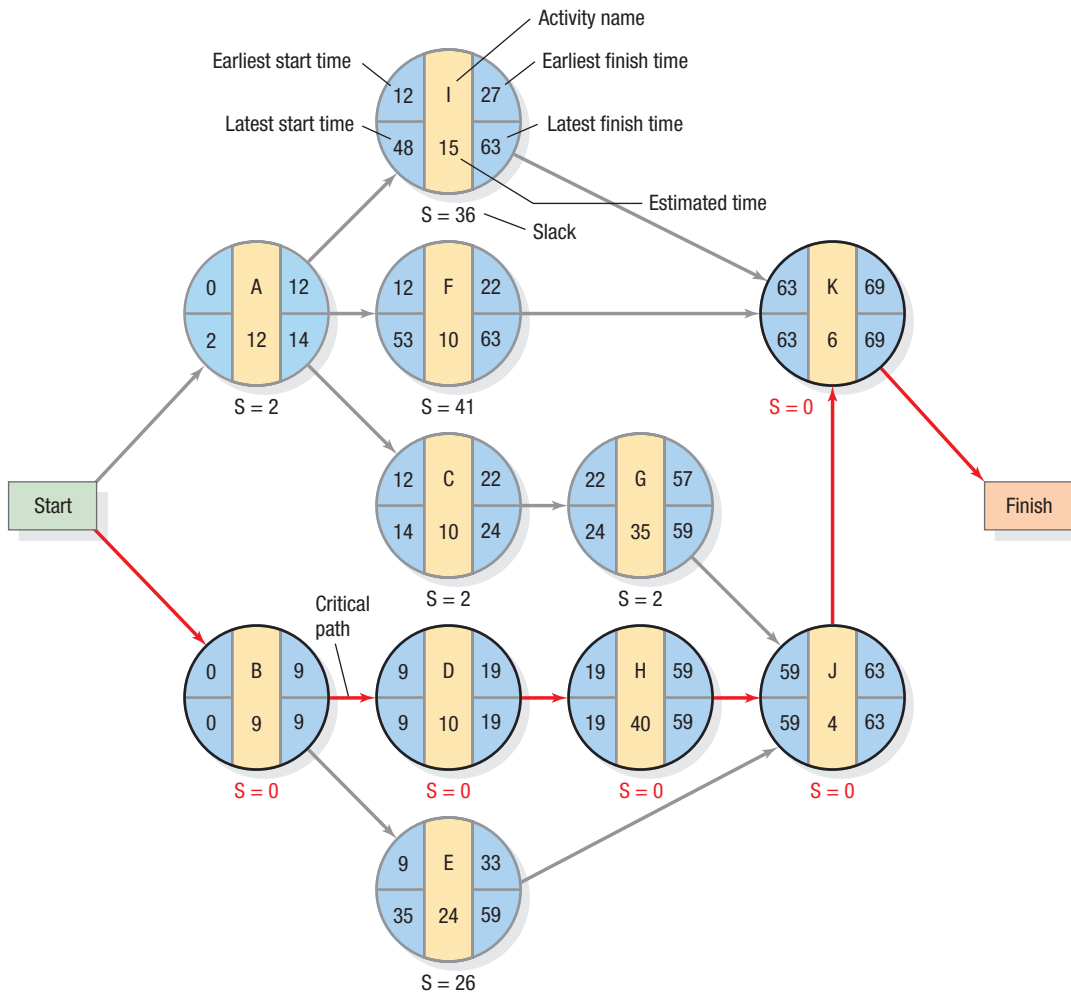 Activity name
Earliest start time
Earliest finish time
12 I 27
Latest start time
Latest finish time
48 15 63
Estimated time
S = 36
Slack
0 A 12
2 12 14
S = 2
12 F 22
53 10 63
S = 41
63 K 69
63 6 69
S = 0
12 C 22
14 10 24
S = 2
22 G 57
24 35 59
S = 2
Start
Finish
Critical
path
0 B 9
0 9 9
S = 0
9 D 19
9 10 19
S = 0
19 H 59
19 40 59
S = 0
59 J 63
59 4 63
S = 0
9 E 33
35 24 59
S = 26